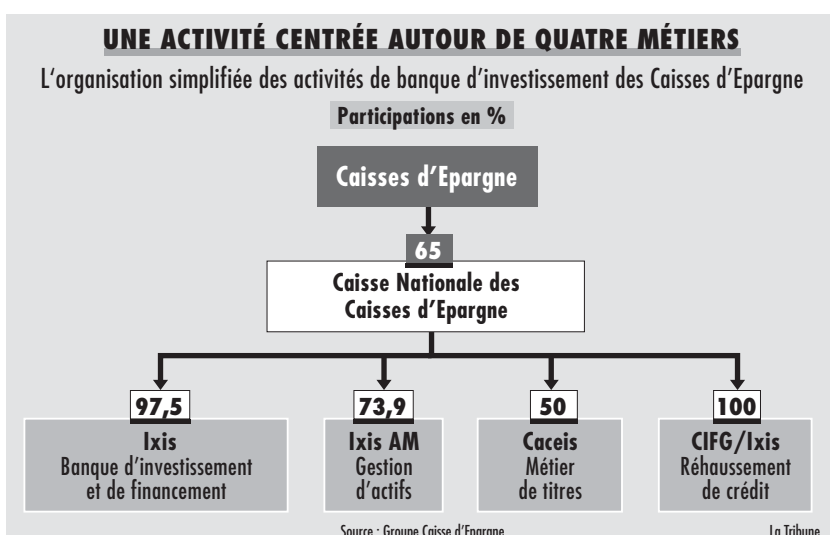 UNE ACTIVITÉ CENTRÉE AUTOUR DE QUATRE MÉTIERS
L'organisation simplifiée des activités de banque d'investissement des Caisses d'Epargne
Participations en %
Caisses d'Epargne
65
Caisse Nationale des
Caisses d'Epargne
97,5
Ixis
Banque d'investissement
et de financement
73,9
Ixis AM
Gestion
d'actifs
50
Caceis
Métier
de titres
100
CIFG/Ixis
Réhaussement
de crédit
Source : Groupe Caisse d'Epargne
La Tribune